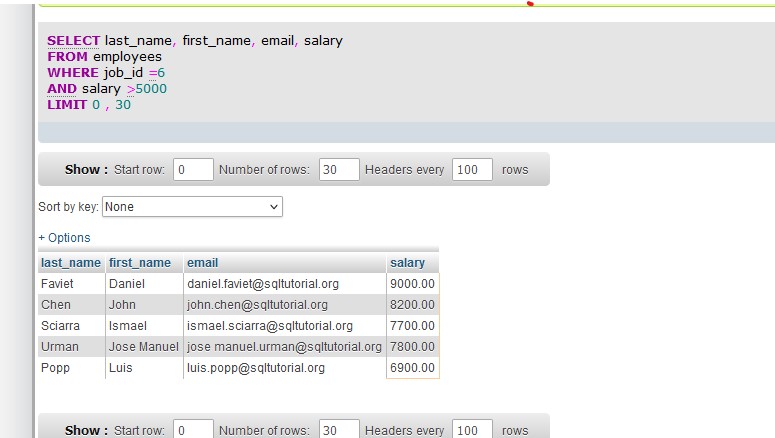 SELECT last_name, first_name, email, salary
FROM employees
WHERE job_id =6
AND salary >5000
LIMIT 0 , 30
Show : Start row: 0 Number of rows: 30 Headers every 100 rows
Sort by key: None
+ Options
last_name first_name email salary
Faviet Daniel daniel.faviet@sqltutorial.org 9000.00
Chen John john.chen@sqltutorial.org 8200.00
Sciarra Ismael ismael.sciarra@sqltutorial.org 7700.00
Urman Jose Manuel jose manuel.urman@sqltutorial.org 7800.00
Popp Luis luis.popp@sqltutorial.org 6900.00
Show : Start row: 0 Number of rows: 30 Headers every 100 rows